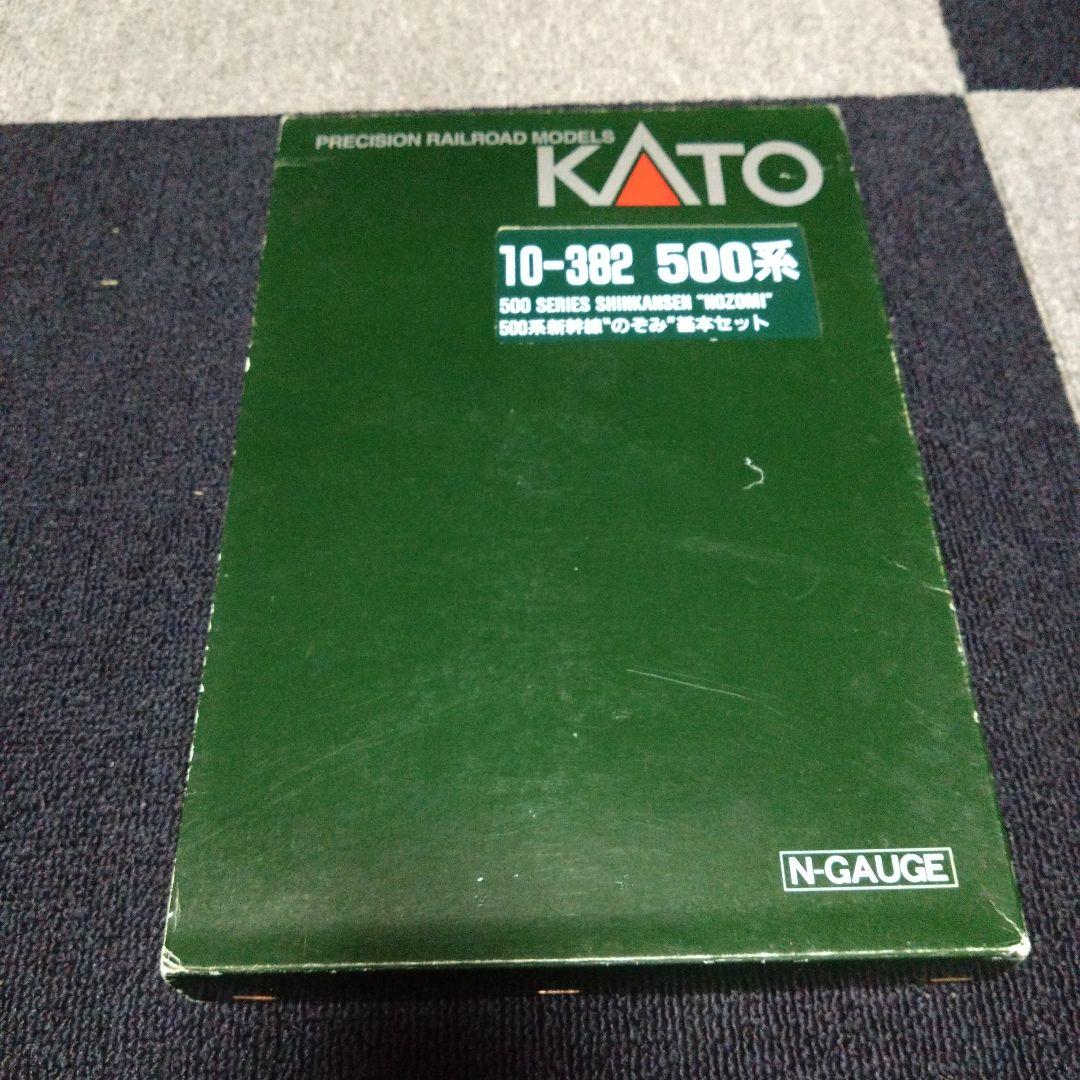 PRECISION RAILROAD MODELS
KATO
10-382 500系
500 SERIES SHINKANSEN "NOZOMI"
500系新幹線"のぞみ"基本セット
N-GAUGE